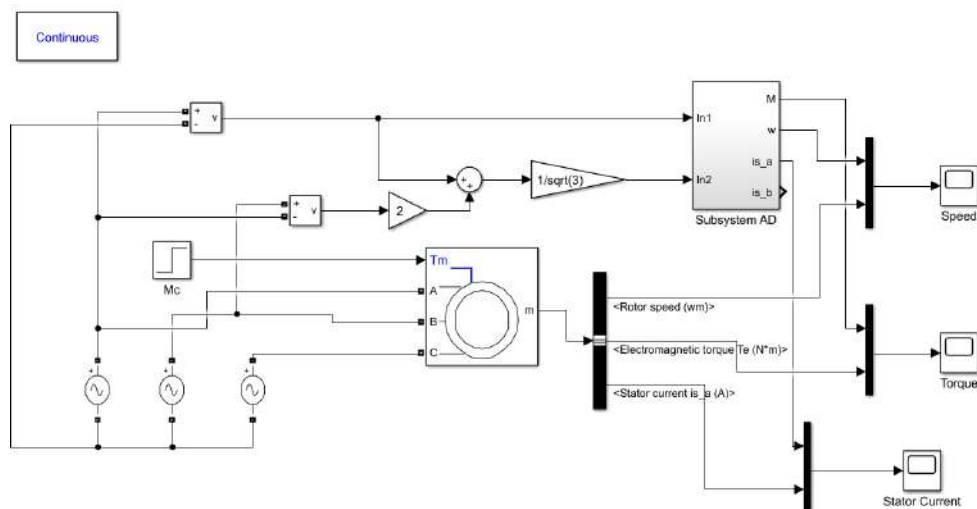 Continuous
+
-
v
In1
In2
M
w
is_a
is_b
Subsystem AD
+
+
1/sqrt(3)
+
-
v
2
Speed
Mc
Tm
A
B
C
m
<Rotor speed (wm)>
<Electromagnetic torque Te (N*m)>
<Stator current is_a (A)>
Torque
+
+
+
Stator Current